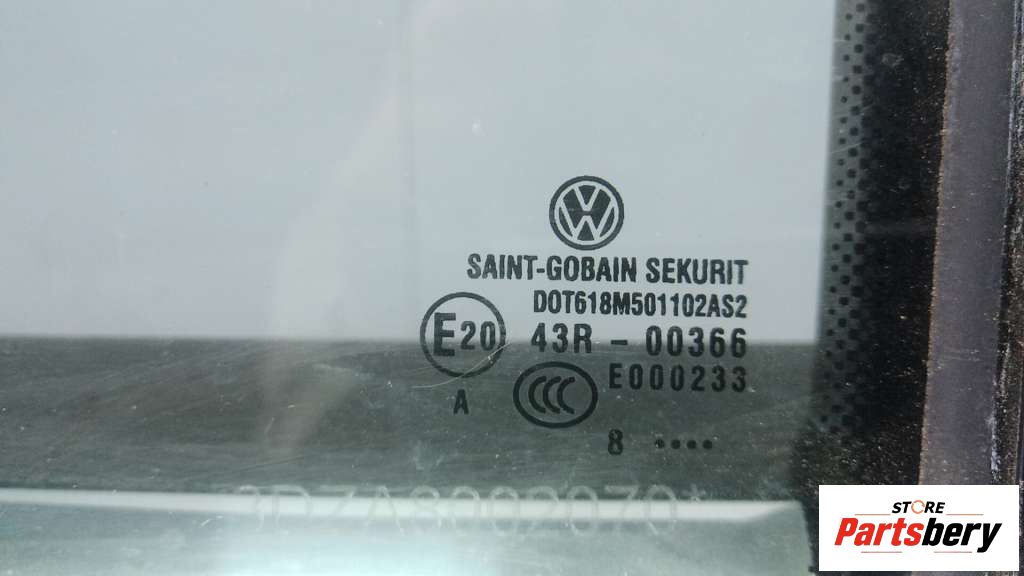 SAINT-GOBAIN SEKURIT
DOT618M501102AS2
E20 43R - 00366
E000233
A
8 ••••
STORE
Partsbery